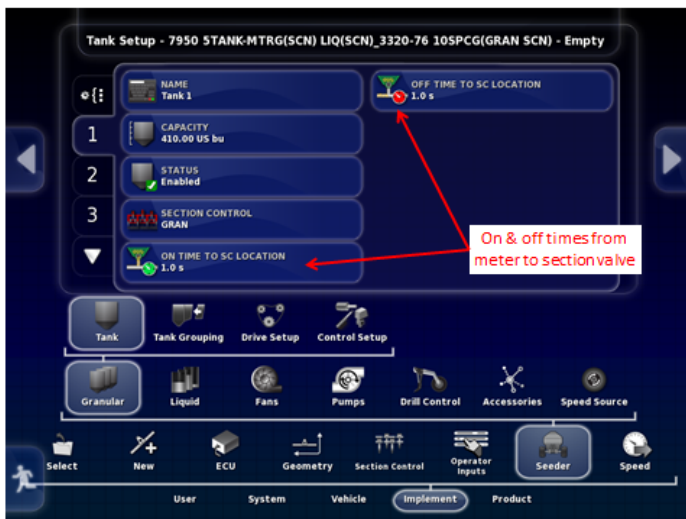 Tank Setup - 7950 5TANK-MTRG(SCN) LIQ(SCN)_3320-76 10SPCG(GRAN SCN) - Empty
NAME
Tank 1
OFF TIME TO SC LOCATION
1.0 s
1
CAPACITY
410.00 US bu
2
STATUS
Enabled
3
SECTION CONTROL
GRAN
ON TIME TO SC LOCATION
1.0 s
On & off times from
meter to section valve
Tank
Tank Grouping
Drive Setup
Control Setup
Granular
Liquid
Fans
Pumps
Drill Control
Accessories
Speed Source
Select
New
ECU
Geometry
Section Control
Operator
Inputs
Seeder
Speed
User
System
Vehicle
Implement
Product